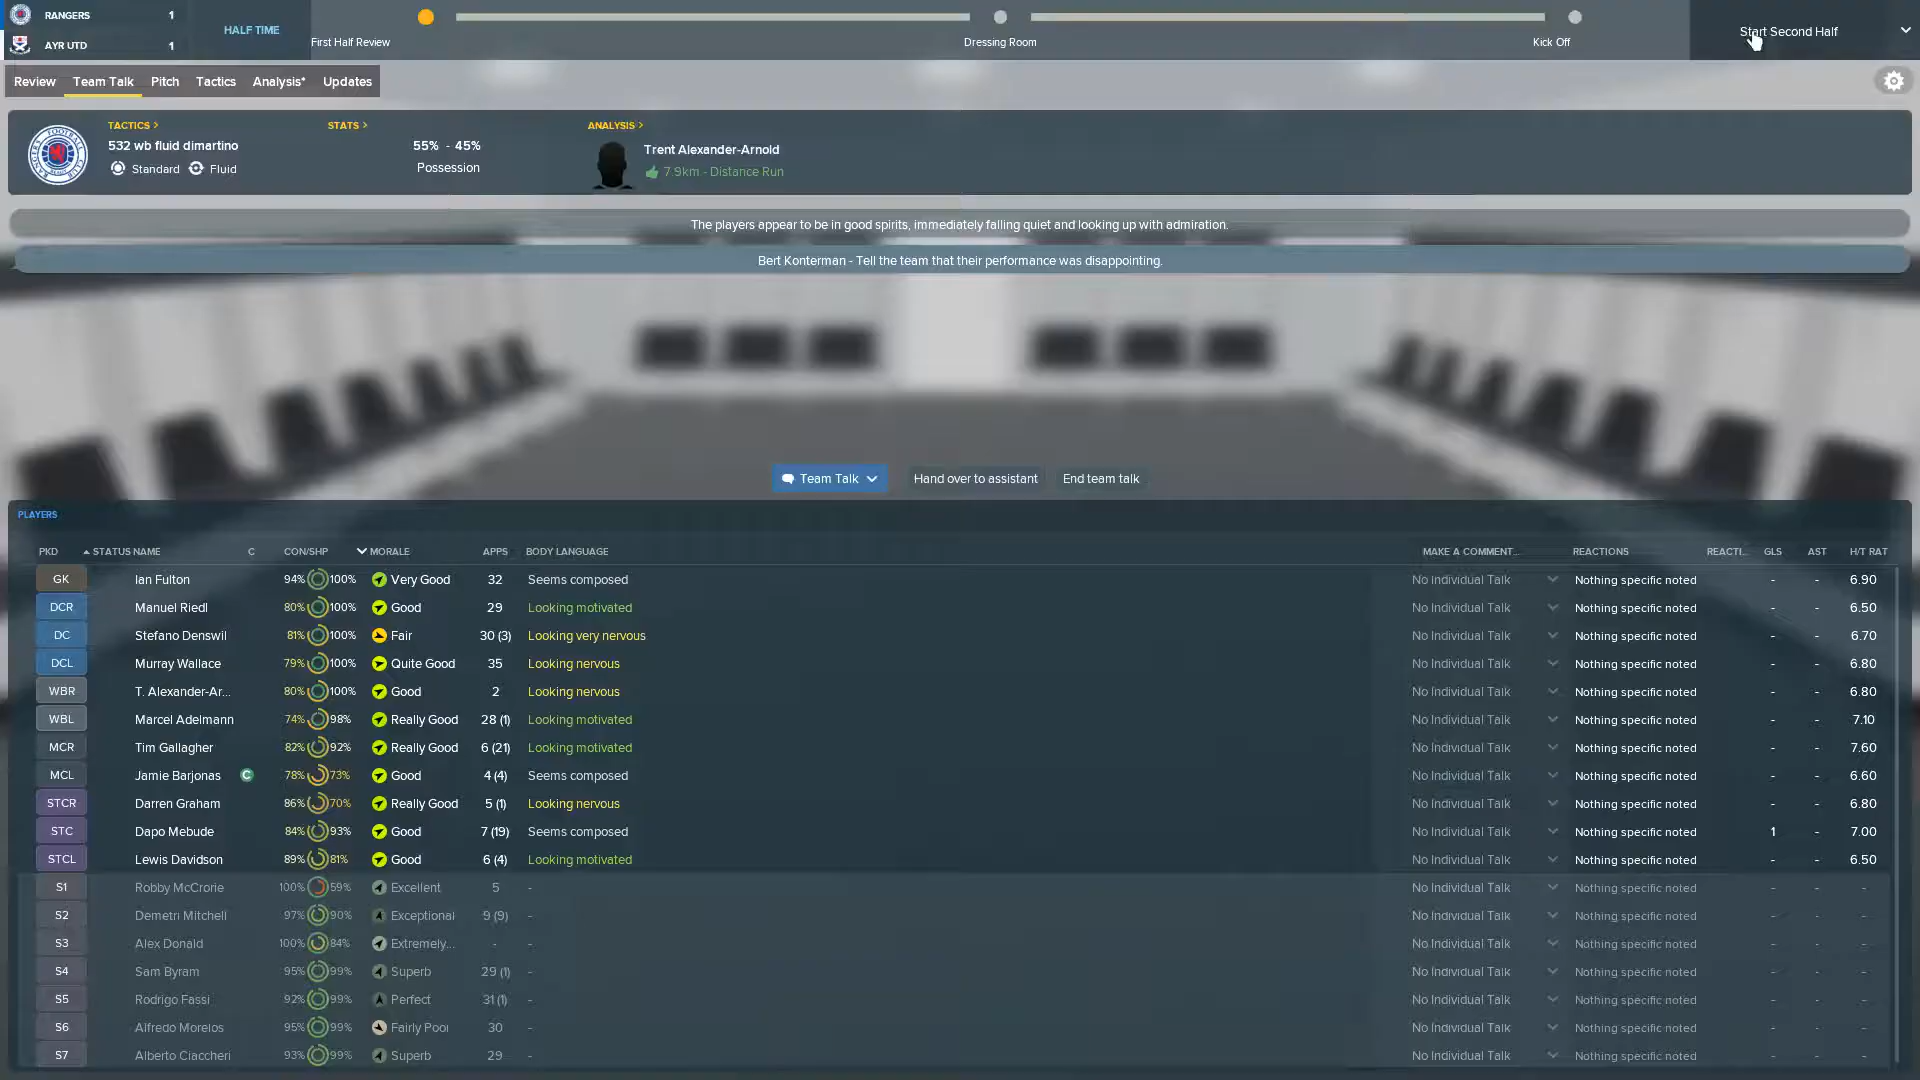 RANGERS 1
AYR UTD 1
HALF TIME
First Half Review
Dressing Room
Kick Off
Start Second Half
Review Team Talk Pitch Tactics Analysis* Updates
TACTICS >
532 wb fluid dimartino
Standard Fluid
STATS >
55% - 45%
Possession
ANALYSIS >
Trent Alexander-Arnold
7.9km - Distance Run
The players appear to be in good spirits, immediately falling quiet and looking up with admiration.
Bert Konterman - Tell the team that their performance was disappointing.
Team Talk Hand over to assistant End team talk
PLAYERS
PKD STATUS NAME C CON/SHP MORALE APPS BODY LANGUAGE MAKE A COMMENT... REACTIONS REACTI... GLS AST H/T RAT
GK Ian Fulton 94% 100% Very Good 32 Seems composed No Individual Talk Nothing specific noted - - 6.90
DCR Manuel Riedl 80% 100% Good 29 Looking motivated No Individual Talk Nothing specific noted - - 6.50
DC Stefano Denswil 81% 100% Fair 30 (3) Looking very nervous No Individual Talk Nothing specific noted - - 6.70
DCL Murray Wallace 79% 100% Quite Good 35 Looking nervous No Individual Talk Nothing specific noted - - 6.80
WBR T. Alexander-Ar... 80% 100% Good 2 Looking nervous No Individual Talk Nothing specific noted - - 6.80
WBL Marcel Adelmann 74% 98% Really Good 28 (1) Looking motivated No Individual Talk Nothing specific noted - - 7.10
MCR Tim Gallagher 82% 92% Really Good 6 (21) Looking motivated No Individual Talk Nothing specific noted - - 7.60
MCL Jamie Barjonas C 78% 73% Good 4 (4) Seems composed No Individual Talk Nothing specific noted - - 6.60
STCR Darren Graham 86% 70% Really Good 5 (1) Looking nervous No Individual Talk Nothing specific noted - - 6.80
STC Dapo Mebude 84% 93% Good 7 (19) Seems composed No Individual Talk Nothing specific noted 1 - 7.00
STCL Lewis Davidson 89% 81% Good 6 (4) Looking motivated No Individual Talk Nothing specific noted - - 6.50
S1 Robby McCrorie 100% 59% Excellent 5 - No Individual Talk Nothing specific noted - - -
S2 Demetri Mitchell 97% 90% Exceptional 9 (9) - No Individual Talk Nothing specific noted - - -
S3 Alex Donald 100% 84% Extremely... - - No Individual Talk Nothing specific noted - - -
S4 Sam Byram 95% 99% Superb 29 (1) - No Individual Talk Nothing specific noted - - -
S5 Rodrigo Fassi 92% 99% Perfect 31 (1) - No Individual Talk Nothing specific noted - - -
S6 Alfredo Morelos 95% 99% Fairly Poor 30 - No Individual Talk Nothing specific noted - - -
S7 Alberto Ciaccheri 93% 99% Superb 29 - No Individual Talk Nothing specific noted - - -